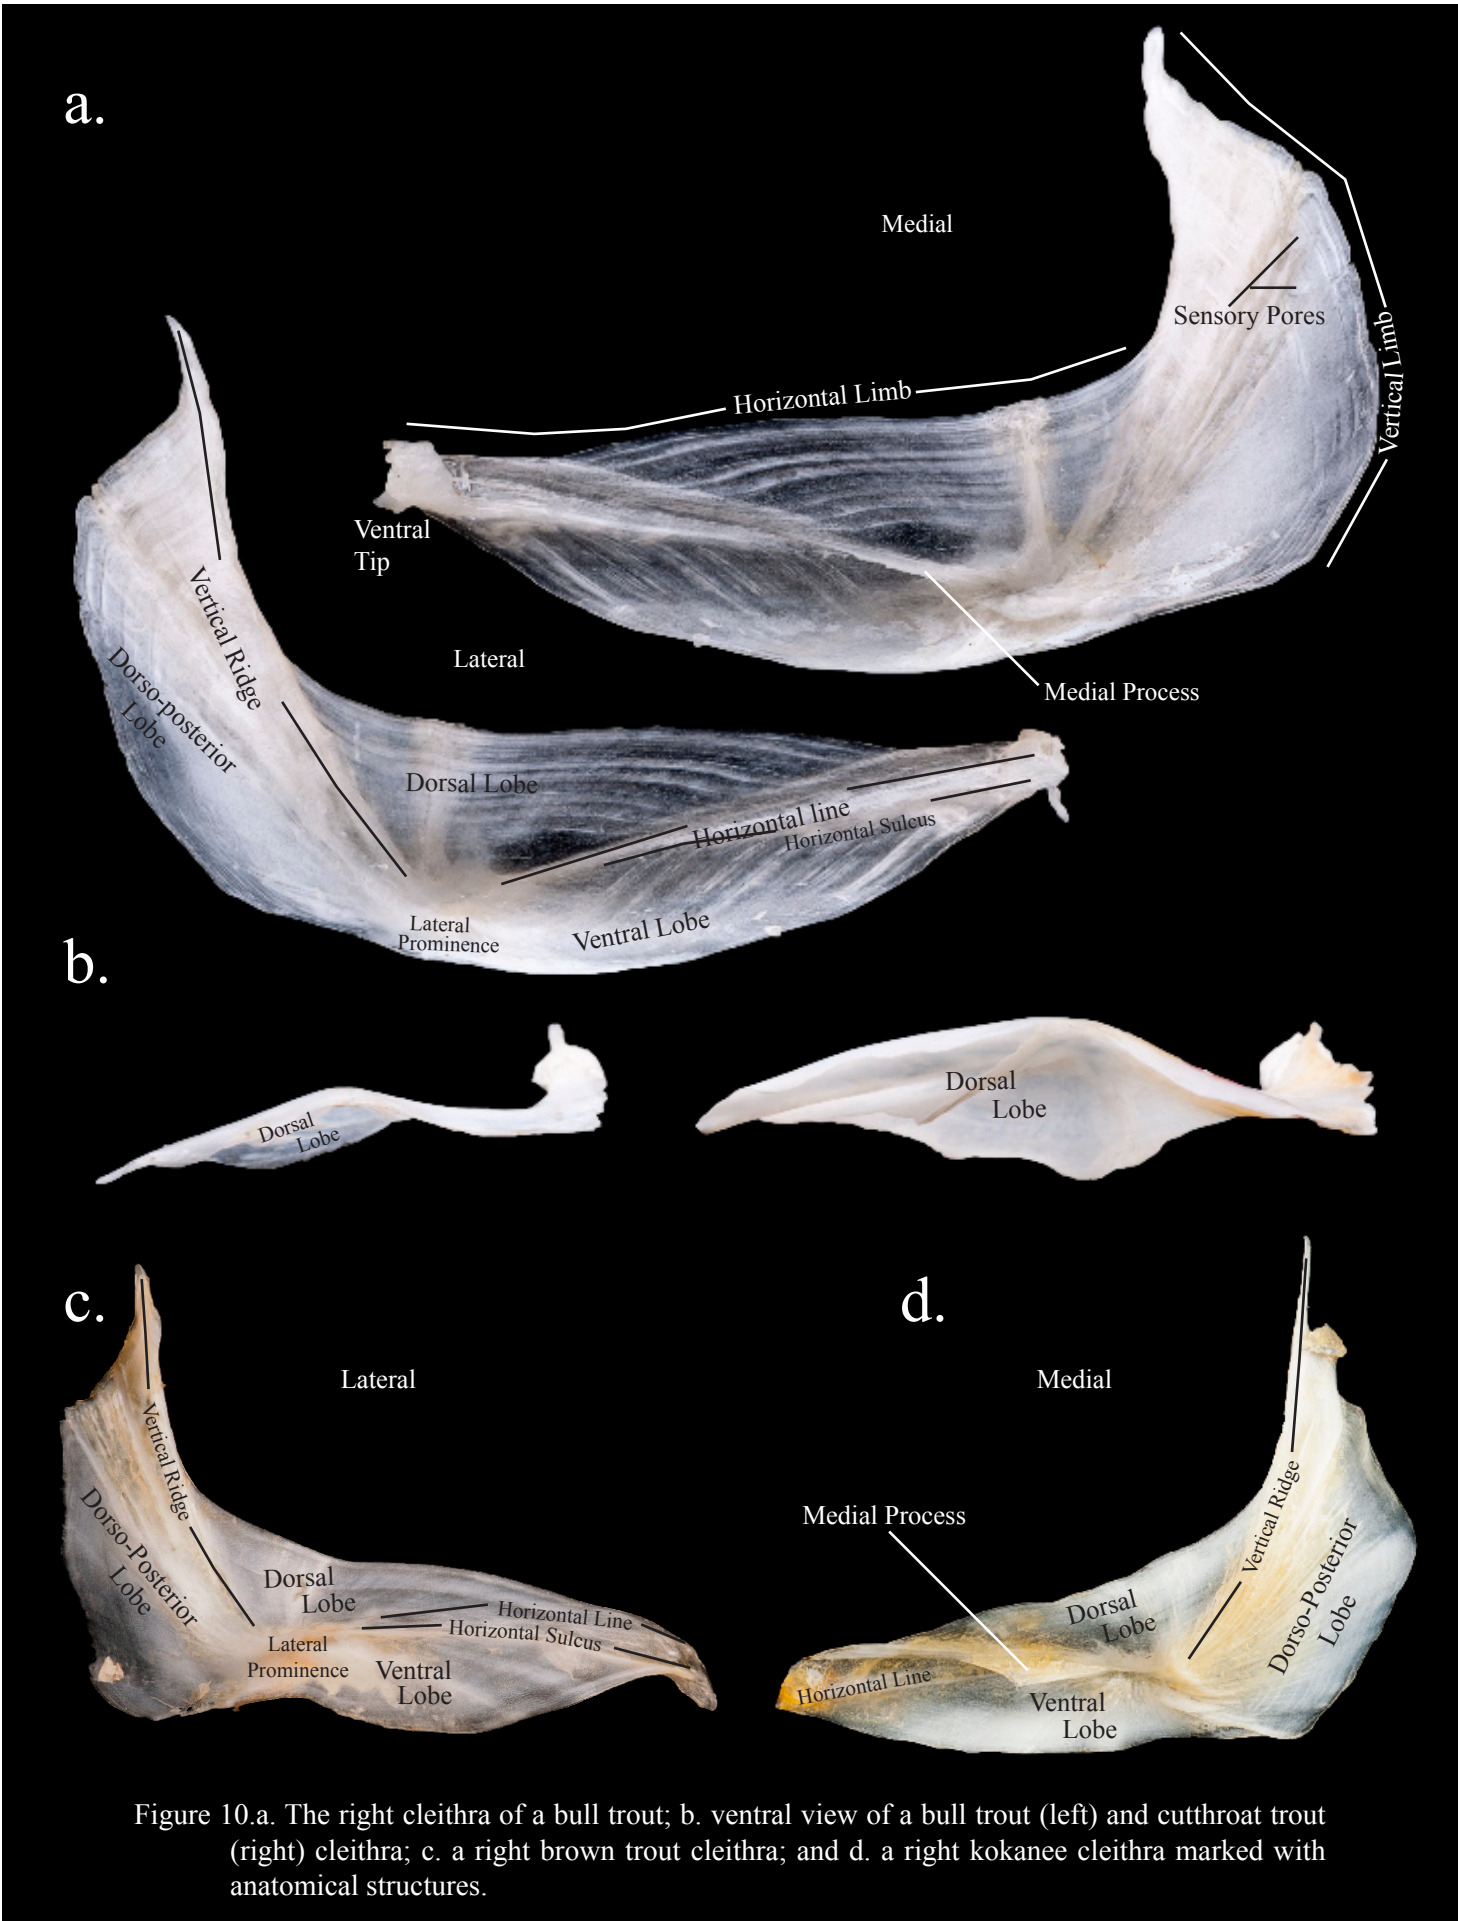 a.
Medial
Sensory Pores
Vertical Limb
Horizontal Limb
Ventral
Tip
Medial Process
Lateral
Vertical Ridge
Dorso-posterior
Lobe
Dorsal Lobe
Horizontal line
Horizontal Sulcus
Lateral
Prominence
Ventral Lobe
b.
Dorsal
Lobe
Dorsal
Lobe
c.
Lateral
Vertical Ridge
Dorso-Posterior
Lobe
Dorsal
Lobe
Horizontal Line
Horizontal Sulcus
Lateral
Prominence
Ventral
Lobe
d.
Medial
Medial Process
Vertical Ridge
Dorsal
Lobe
Dorso-Posterior
Lobe
Horizontal Line
Ventral
Lobe
Figure 10.a. The right cleithra of a bull trout; b. ventral view of a bull trout (left) and cutthroat trout
(right) cleithra; c. a right brown trout cleithra; and d. a right kokanee cleithra marked with
anatomical structures.